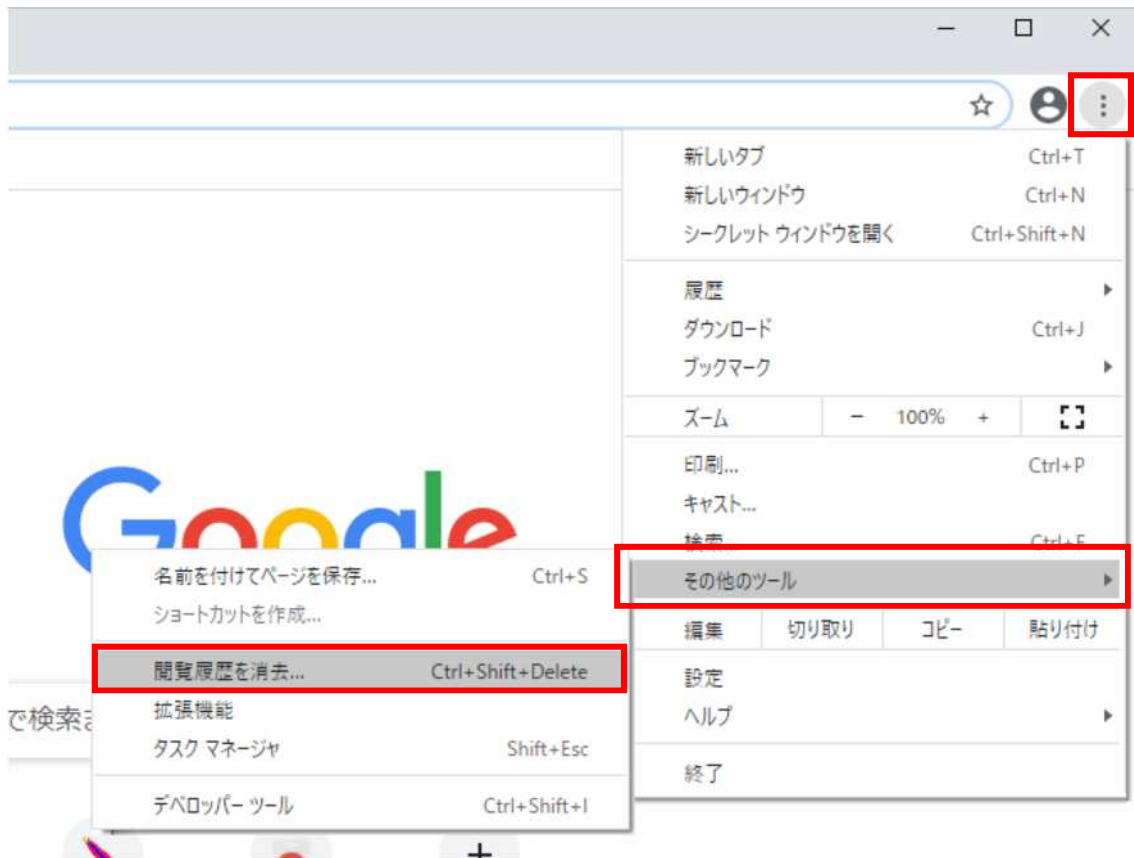 新しいタブ Ctrl+T
新しいウィンドウ Ctrl+N
シークレット ウィンドウを開く Ctrl+Shift+N
履歴
ダウンロード Ctrl+J
ブックマーク
ズーム － 100% +
印刷... Ctrl+P
キャスト...
検索... Ctrl+F
その他のツール
編集 切り取り コピー 貼り付け
設定
ヘルプ
終了
Google
名前を付けてページを保存... Ctrl+S
ショートカットを作成...
閲覧履歴を消去... Ctrl+Shift+Delete
拡張機能
タスク マネージャ Shift+Esc
デベロッパー ツール Ctrl+Shift+I
で検索